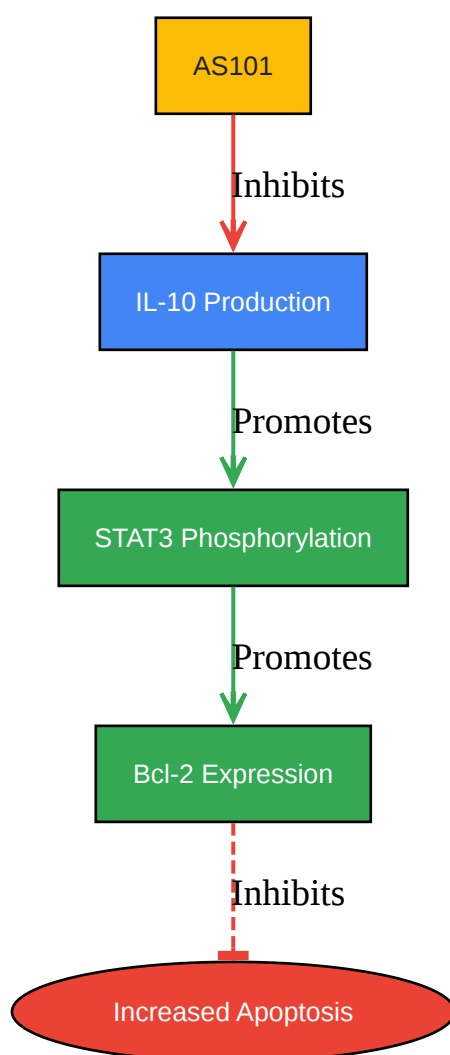 AS101
Inhibits
IL-10 Production
Promotes
STAT3 Phosphorylation
Promotes
Bcl-2 Expression
Inhibits
Increased Apoptosis